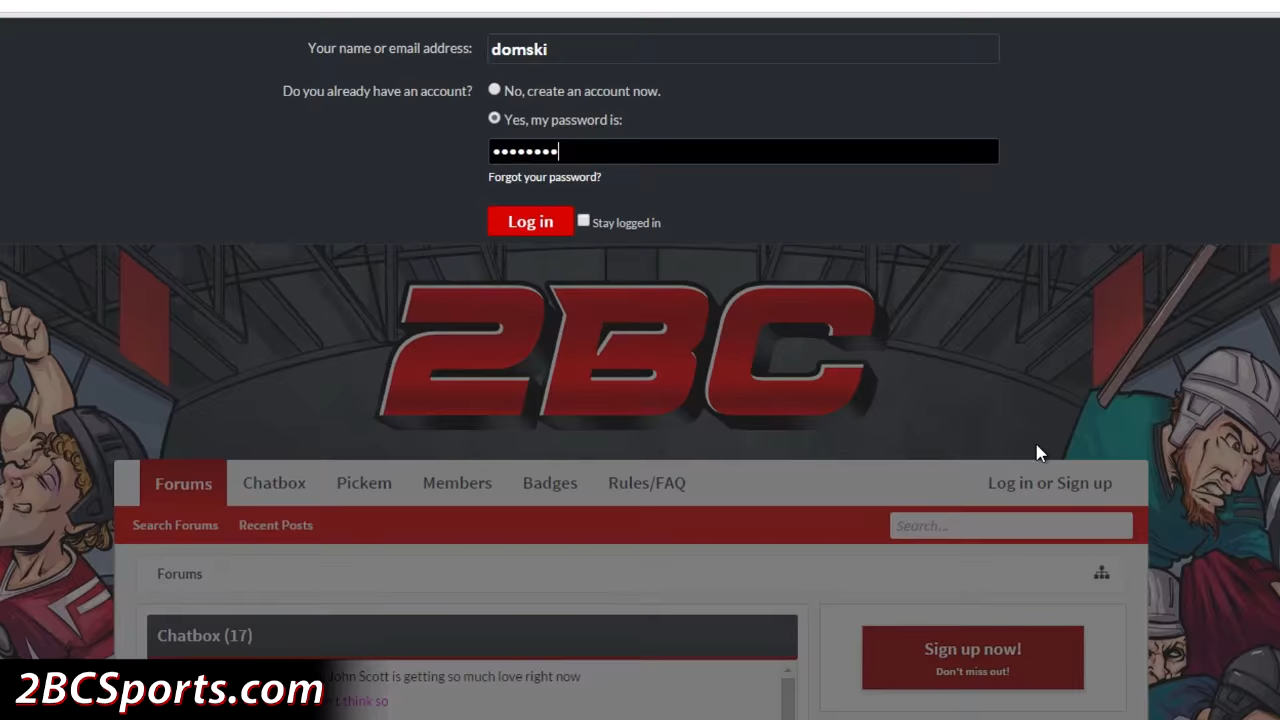 Your name or email address:
domski
Do you already have an account?
No, create an account now.
Yes, my password is:
••••••••
Forgot your password?
Log in
Stay logged in
2BC
Forums
Chatbox
Pickem
Members
Badges
Rules/FAQ
Log in or Sign up
Search Forums
Recent Posts
Search...
Forums
Chatbox (17)
Sign up now!
Don't miss out!
John Scott is getting so much love right now
think so
2BCSports.com